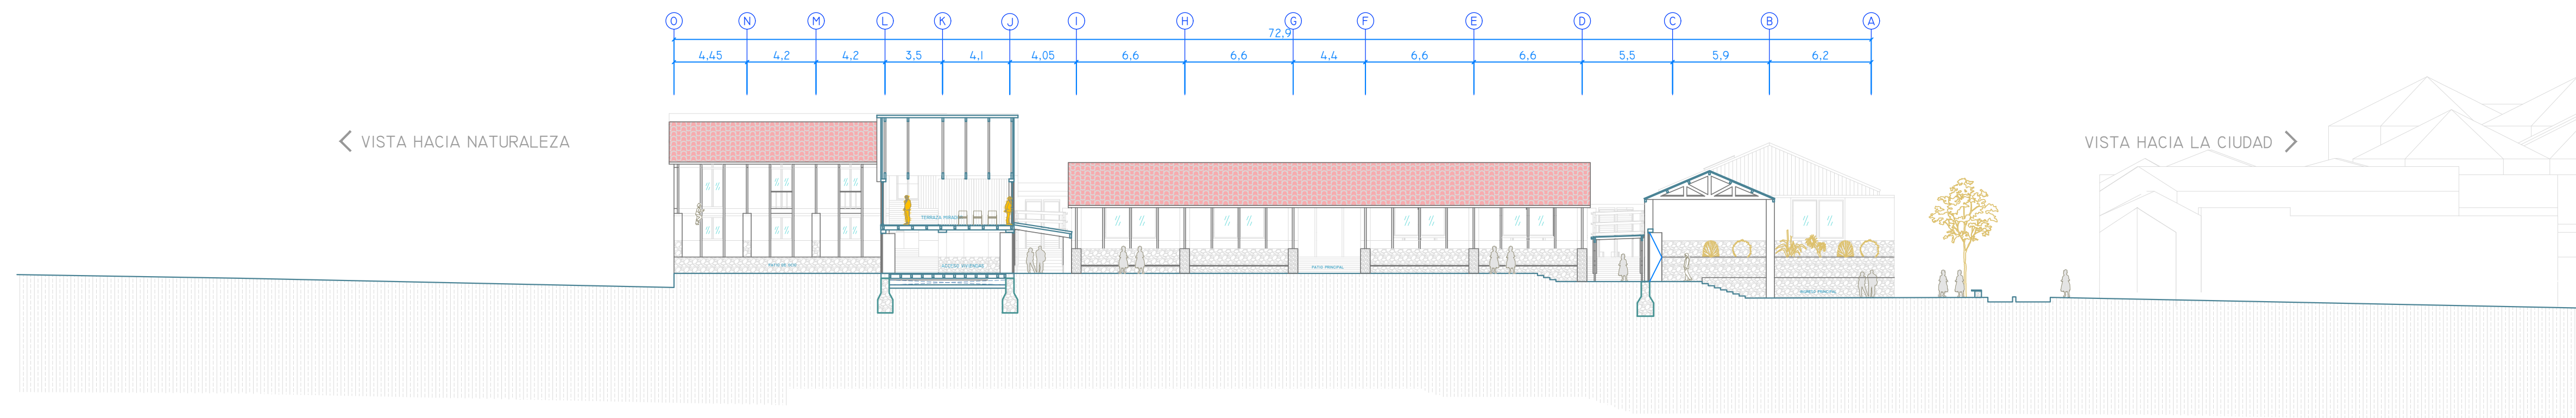 O N M L K J I H G F E D C B A
72,9
4,45 4,2 4,2 3,5 4,1 4,05 6,6 6,6 4,4 6,6 6,6 5,5 5,9 6,2
VISTA HACIA NATURALEZA
VISTA HACIA LA CIUDAD
TERRAZA MIRADOR
ACCESO VIVIENDAS
PATIO PRINCIPAL